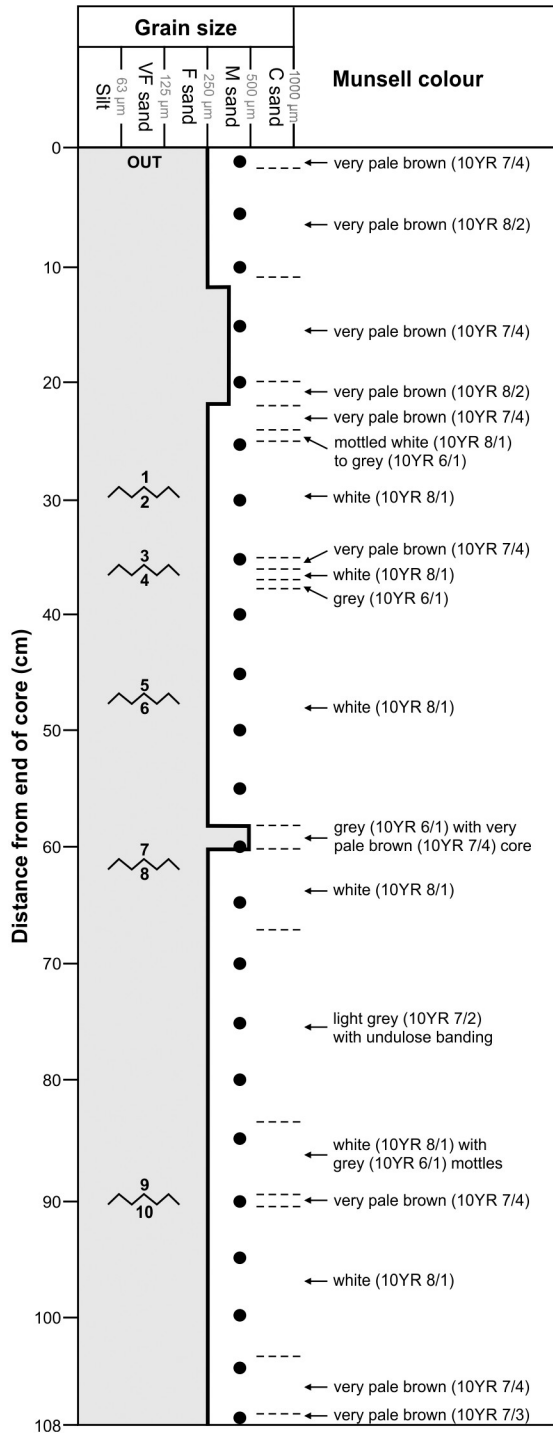 Grain size
Silt
63 µm
VF sand
125 µm
F sand
250 µm
M sand
500 µm
C sand
1000 µm
Munsell colour
Distance from end of core (cm)
0
OUT
very pale brown (10YR 7/4)
very pale brown (10YR 8/2)
10
very pale brown (10YR 7/4)
20
very pale brown (10YR 8/2)
very pale brown (10YR 7/4)
mottled white (10YR 8/1)
to grey (10YR 6/1)
1
2
30
white (10YR 8/1)
very pale brown (10YR 7/4)
3
4
white (10YR 8/1)
grey (10YR 6/1)
40
5
6
white (10YR 8/1)
50
grey (10YR 6/1) with very
pale brown (10YR 7/4) core
60
7
8
white (10YR 8/1)
70
light grey (10YR 7/2)
with undulose banding
80
white (10YR 8/1) with
grey (10YR 6/1) mottles
9
10
90
very pale brown (10YR 7/4)
white (10YR 8/1)
100
very pale brown (10YR 7/4)
very pale brown (10YR 7/3)
108